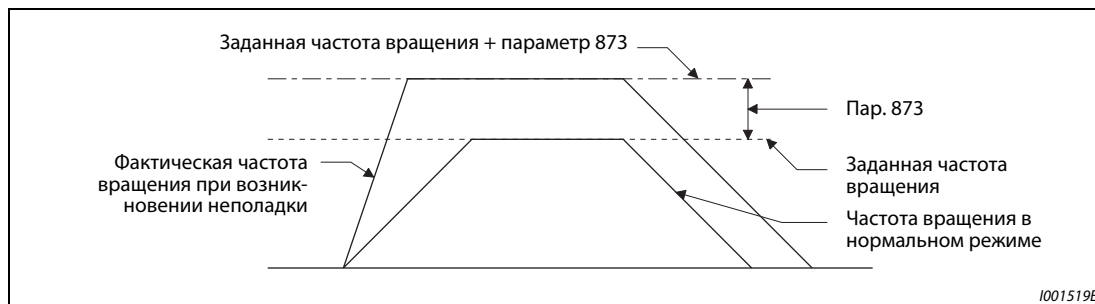 Заданная частота вращения + параметр 873
Пар. 873
Фактическая частота
вращения при возник-
новении неполадки
Заданная частота
вращения
Частота вращения в
нормальном режиме
I001519E